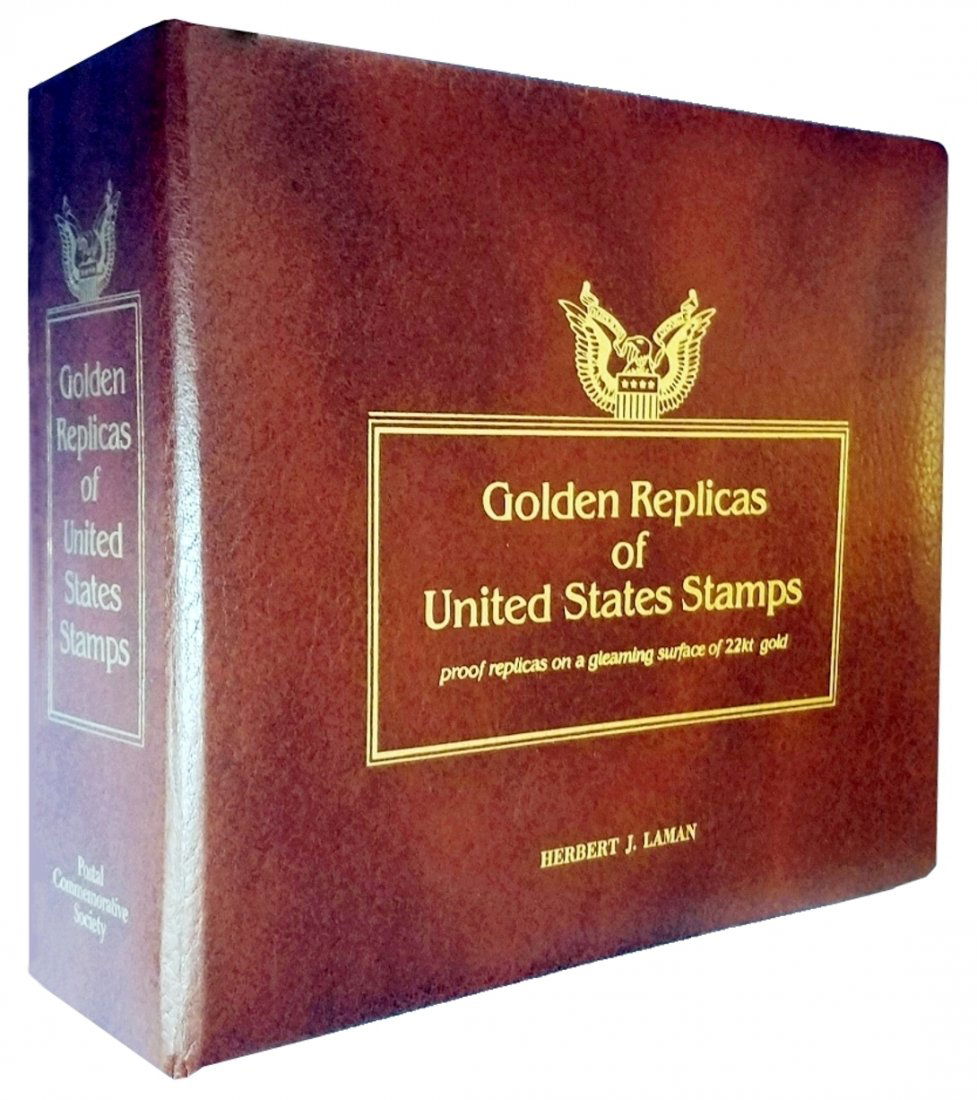 Golden
Replicas
of
United
States
Stamps
Postal
Commemorative
Society
Golden Replicas
of
United States Stamps
proof replicas on a gleaming surface of 22kt gold
HERBERT J. LAMAN